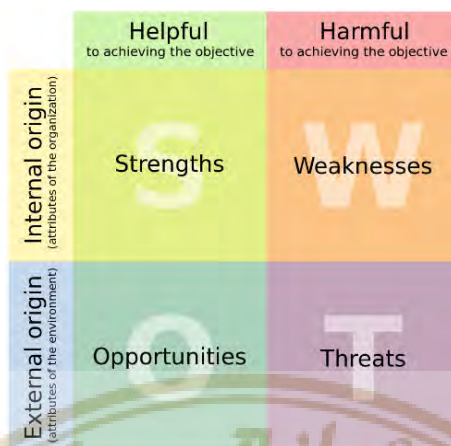 Helpful
to achieving the objective
Harmful
to achieving the objective
Internal origin
(attributes of the organization)
S
Strengths
W
Weaknesses
External origin
(attributes of the environment)
O
Opportunities
T
Threats